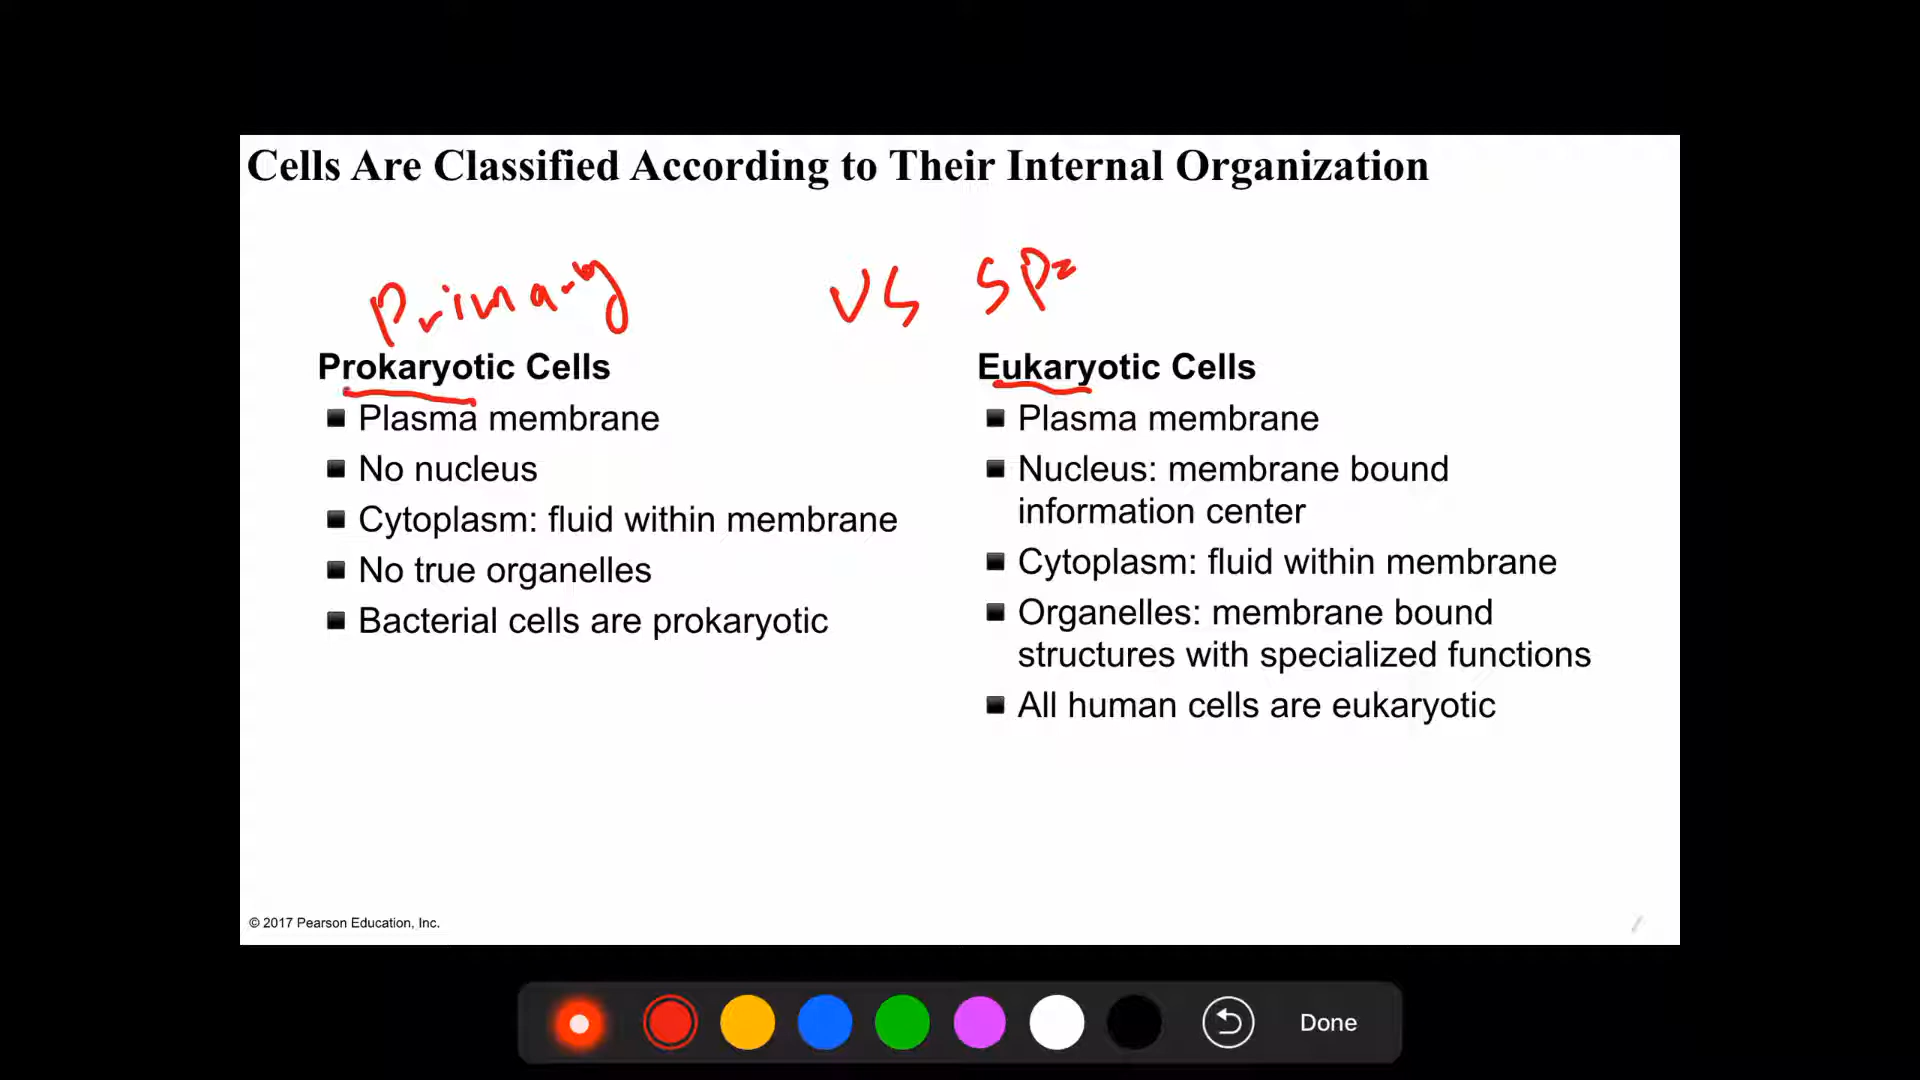 Cells Are Classified According to Their Internal Organization
Primary vs
Prokaryotic Cells
Plasma membrane
No nucleus
Cytoplasm: fluid within membrane
No true organelles
Bacterial cells are prokaryotic
Eukaryotic Cells
Plasma membrane
Nucleus: membrane bound
information center
Cytoplasm: fluid within membrane
Organelles: membrane bound
structures with specialized functions
All human cells are eukaryotic
© 2017 Pearson Education, Inc.
Done